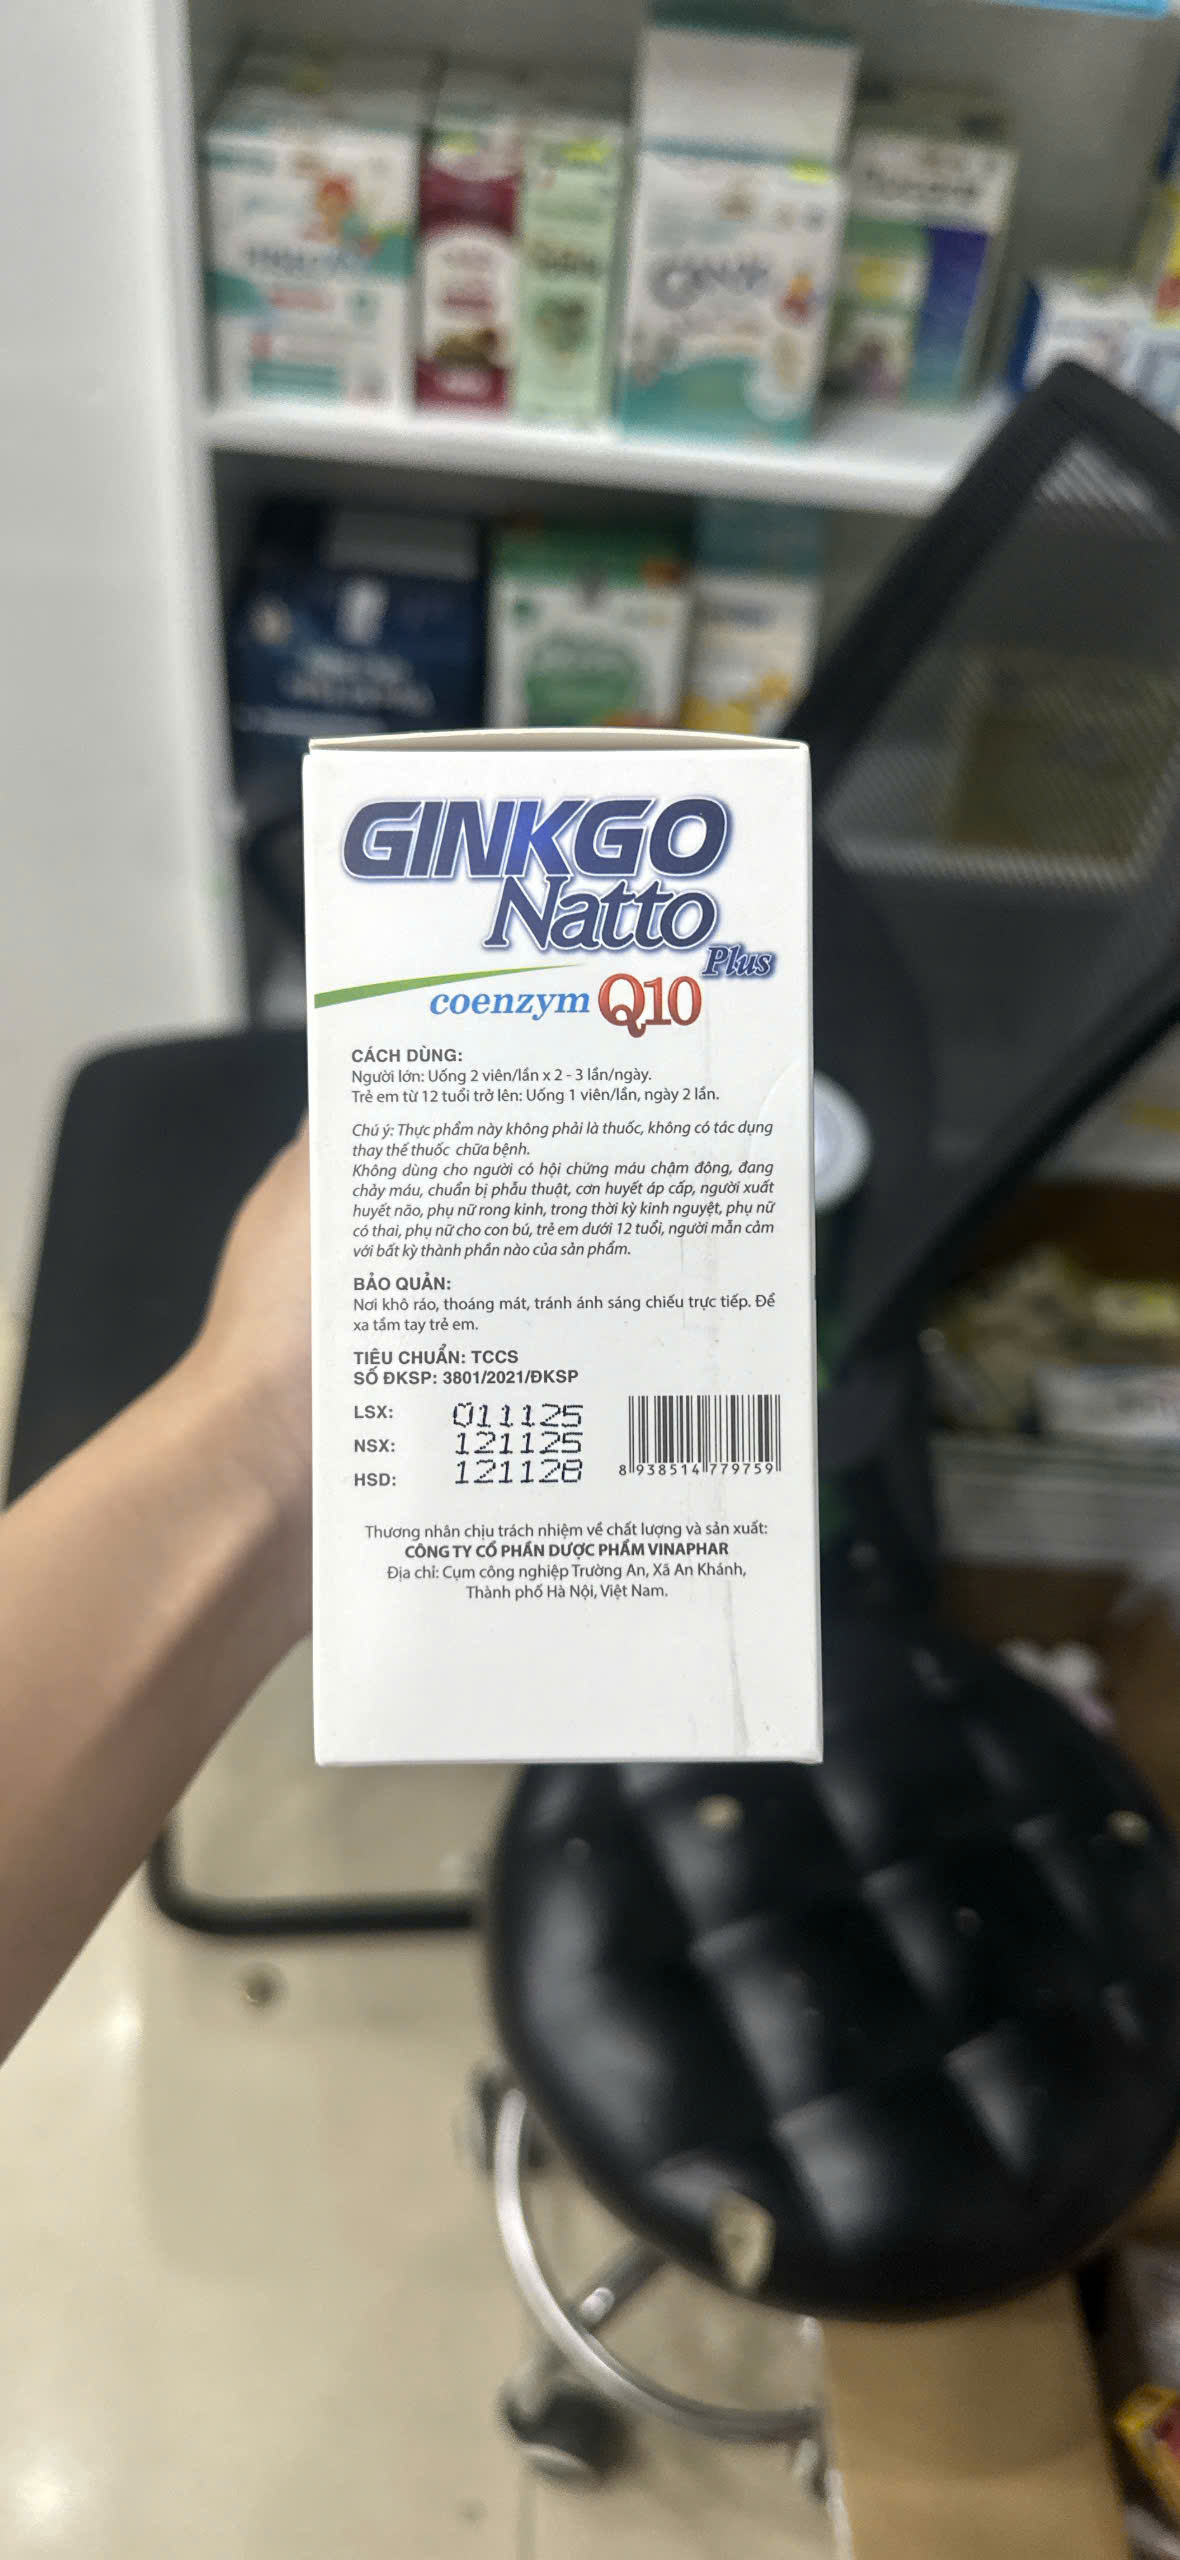 GINKGO
Natto
Plus
coenzym Q10
CÁCH DÙNG:
Người lớn: Uống 2 viên/lần x 2 - 3 lần/ngày.
Trẻ em từ 12 tuổi trở lên: Uống 1 viên/lần, ngày 2 lần.
Chú ý: Thực phẩm này không phải là thuốc, không có tác dụng
thay thế thuốc chữa bệnh.
Không dùng cho người có hội chứng máu chậm đông, đang
chảy máu, chuẩn bị phẫu thuật, cơn huyết áp cấp, người xuất
huyết não, phụ nữ rong kinh, trong thời kỳ kinh nguyệt, phụ nữ
có thai, phụ nữ cho con bú, trẻ em dưới 12 tuổi, người mẫn cảm
với bất kỳ thành phần nào của sản phẩm.
BẢO QUẢN:
Nơi khô ráo, thoáng mát, tránh ánh sáng chiếu trực tiếp. Để
xa tầm tay trẻ em.
TIÊU CHUẨN: TCCS
SỐ ĐKSP: 3801/2021/ĐKSP
LSX: 011125
NSX: 121125
HSD: 121128
8 938514 779759
Thương nhân chịu trách nhiệm về chất lượng và sản xuất:
CÔNG TY CỔ PHẦN DƯỢC PHẨM VINAPHAR
Địa chỉ: Cụm công nghiệp Trường An, Xã An Khánh,
Thành phố Hà Nội, Việt Nam.